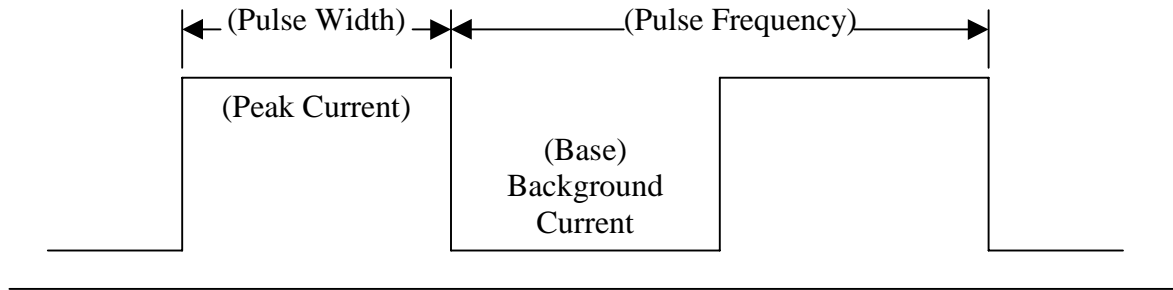 (Pulse Width)
(Pulse Frequency)
(Peak Current)
(Base)
Background
Current